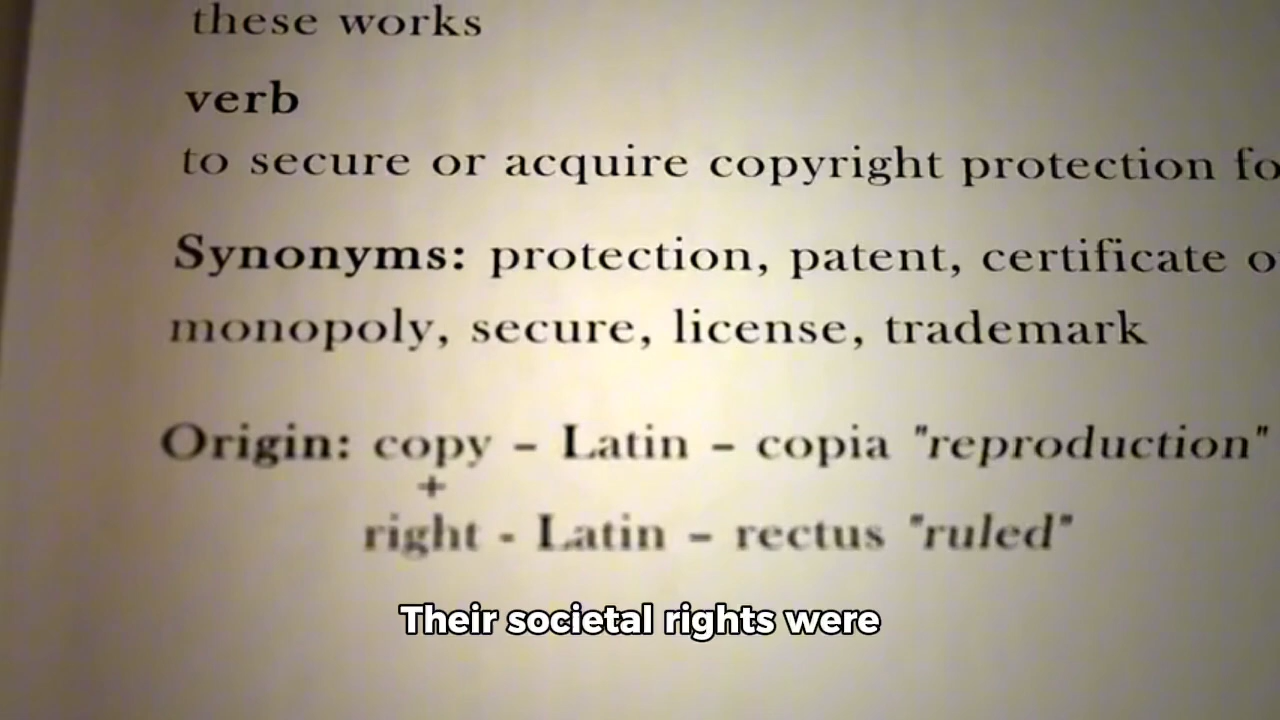 these works
verb
to secure or acquire copyright protection fo
Synonyms: protection, patent, certificate o
monopoly, secure, license, trademark
Origin: copy – Latin – copia "reproduction"
+
right - Latin – rectus "ruled"
Their societal rights were